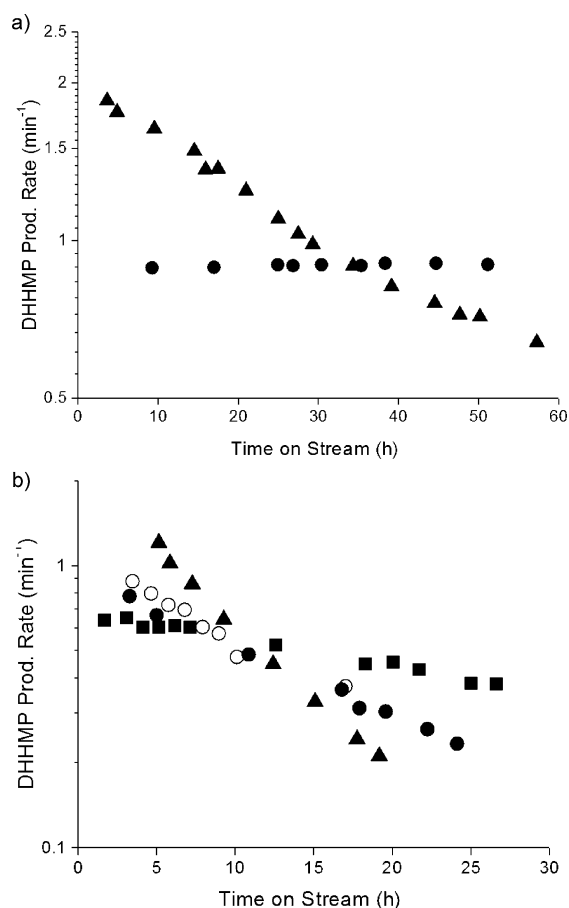 a)
2.5
2
1.5
1
0.5
DHHMP Prod. Rate (min⁻¹)
0 10 20 30 40 50 60
Time on Stream (h)
b)
1
0.1
DHHMP Prod. Rate (min⁻¹)
0 5 10 15 20 25 30
Time on Stream (h)